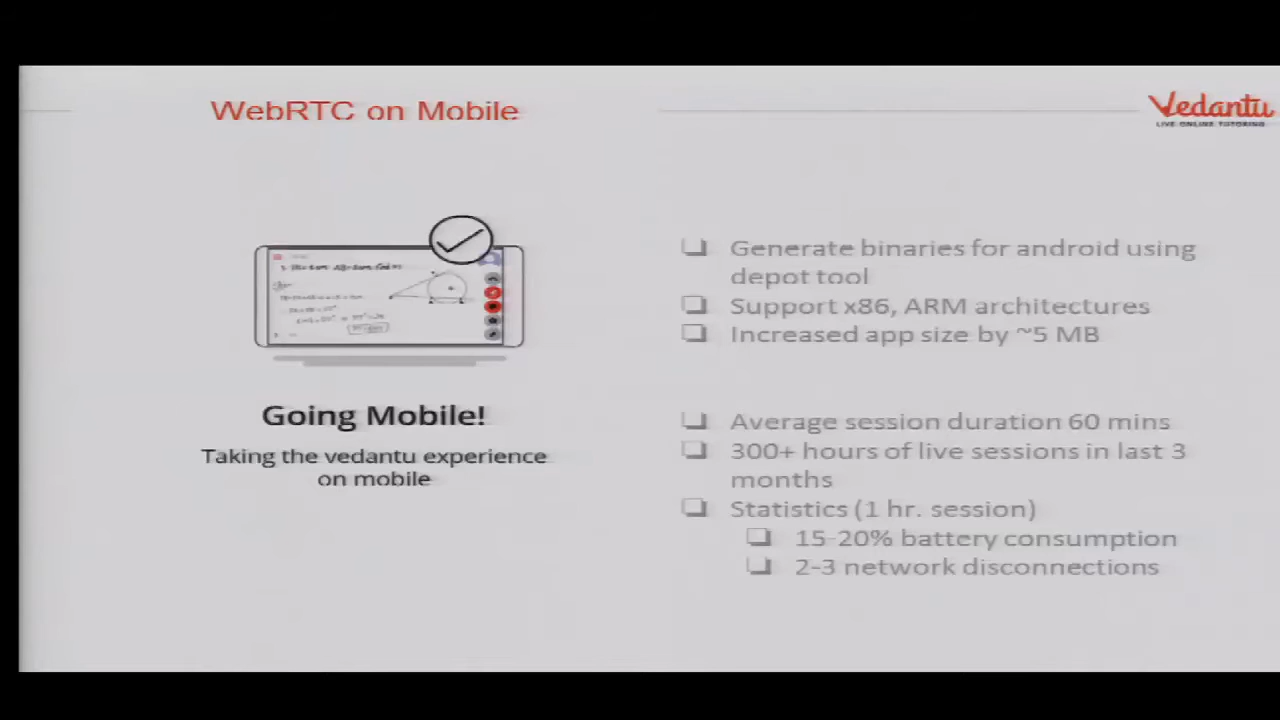 WebRTC on Mobile
Vedantu
LIVE ONLINE TUTORING
Generate binaries for android using
depot tool
Support x86, ARM architectures
Increased app size by ~5 MB
Going Mobile!
Taking the vedantu experience
on mobile
Average session duration 60 mins
300+ hours of live sessions in last 3
months
Statistics (1 hr. session)
15-20% battery consumption
2-3 network disconnections